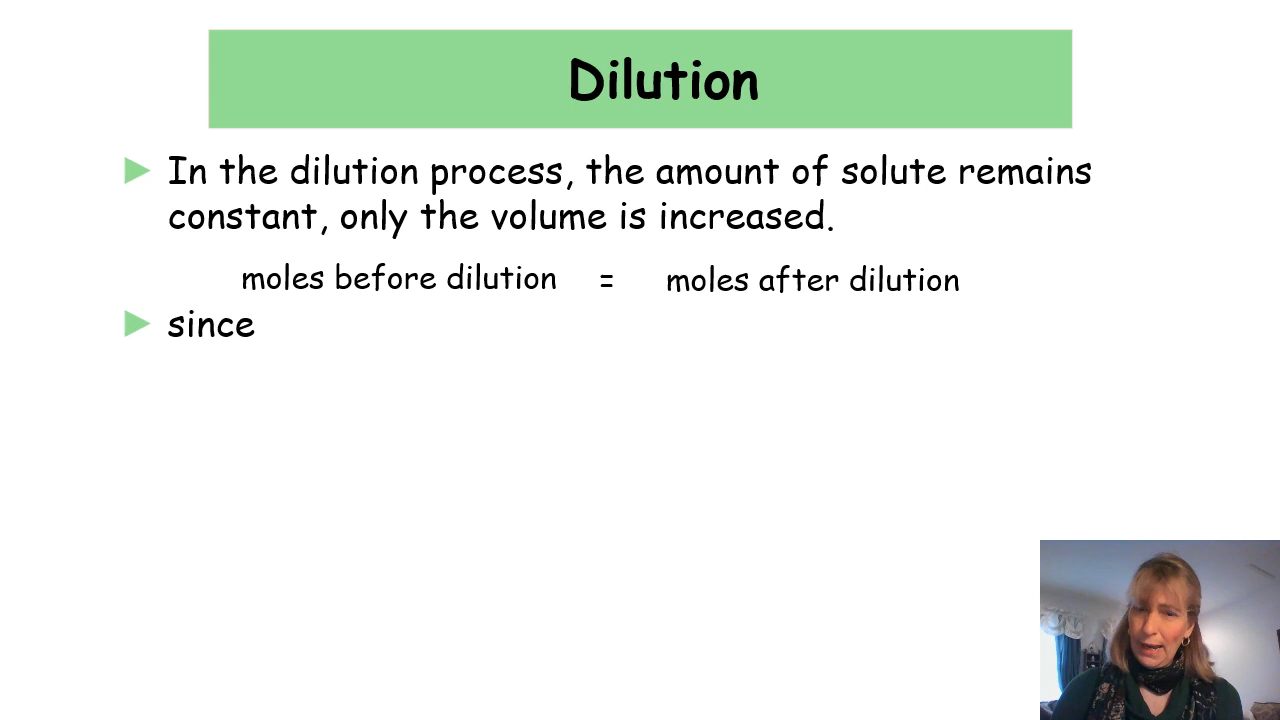 Dilution
In the dilution process, the amount of solute remains
constant, only the volume is increased.
moles before dilution = moles after dilution
since